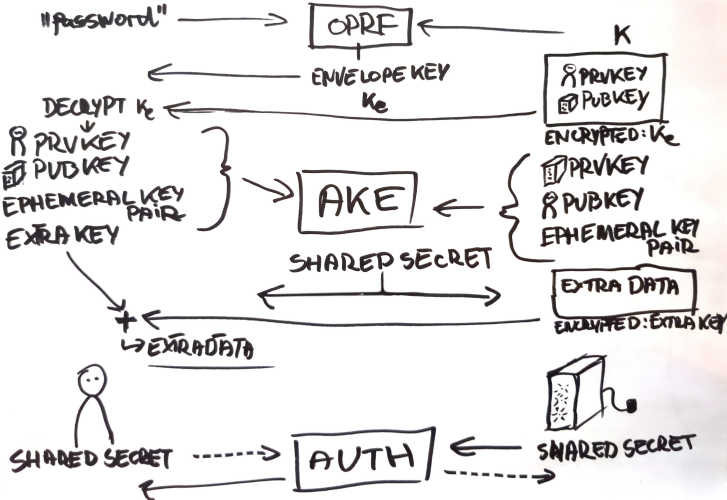 "password"
OPRF
K
ENVELOPE KEY
Ke
PRVKEY
PUBKEY
ENCRYPTED: Ke
DECRYPT Ke
PRVKEY
PUBKEY
EPHEMERAL KEY
PAIR
EXTRA KEY
AKE
PRVKEY
PUBKEY
EPHEMERAL KEY
PAIR
SHARED SECRET
EXTRA DATA
ENCRYPTED: EXTRA KEY
+
EXTRADATA
SHARED SECRET
AUTH
SHARED SECRET